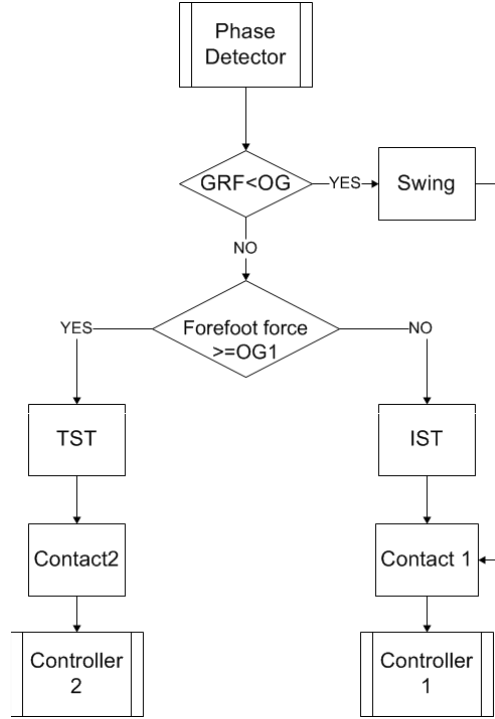 Phase
Detector
GRF<OG
YES
Swing
NO
YES
Forefoot force
>=OG1
NO
TST
IST
Contact2
Contact 1
Controller
2
Controller
1